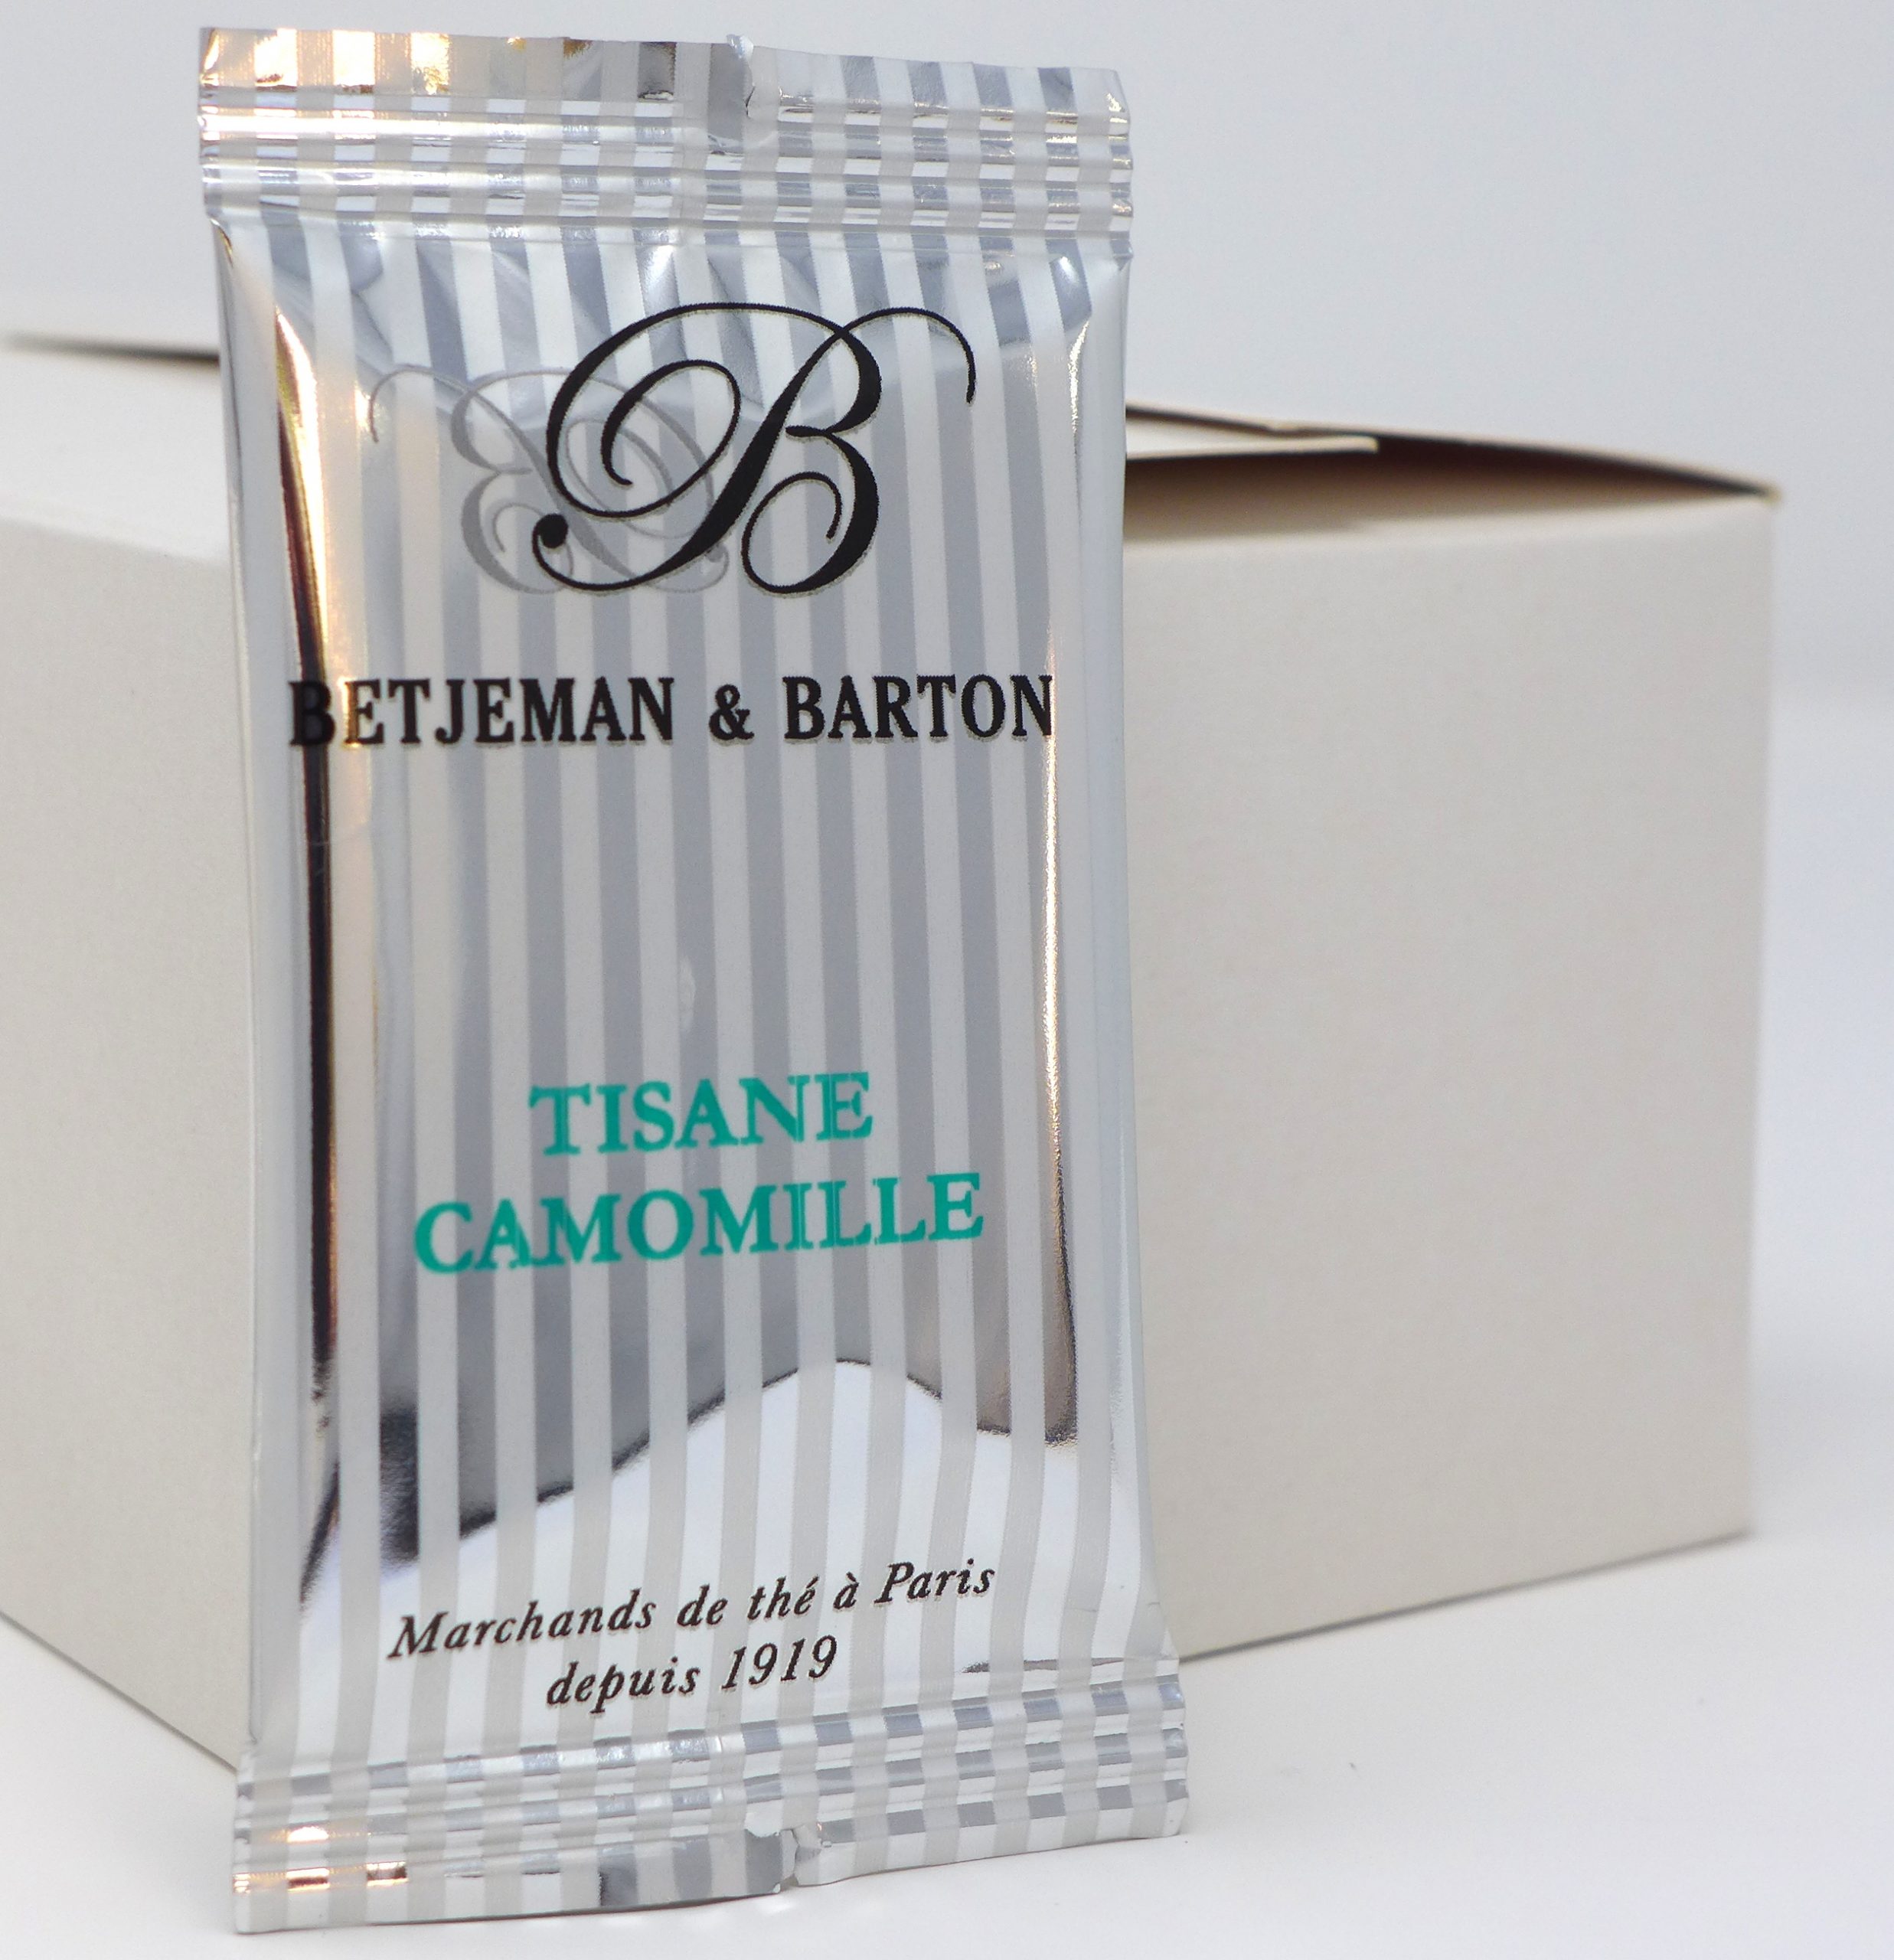 B
BETJEMAN & BARTON
TISANE
CAMOMILLE
Marchands de thé à Paris
depuis 1919